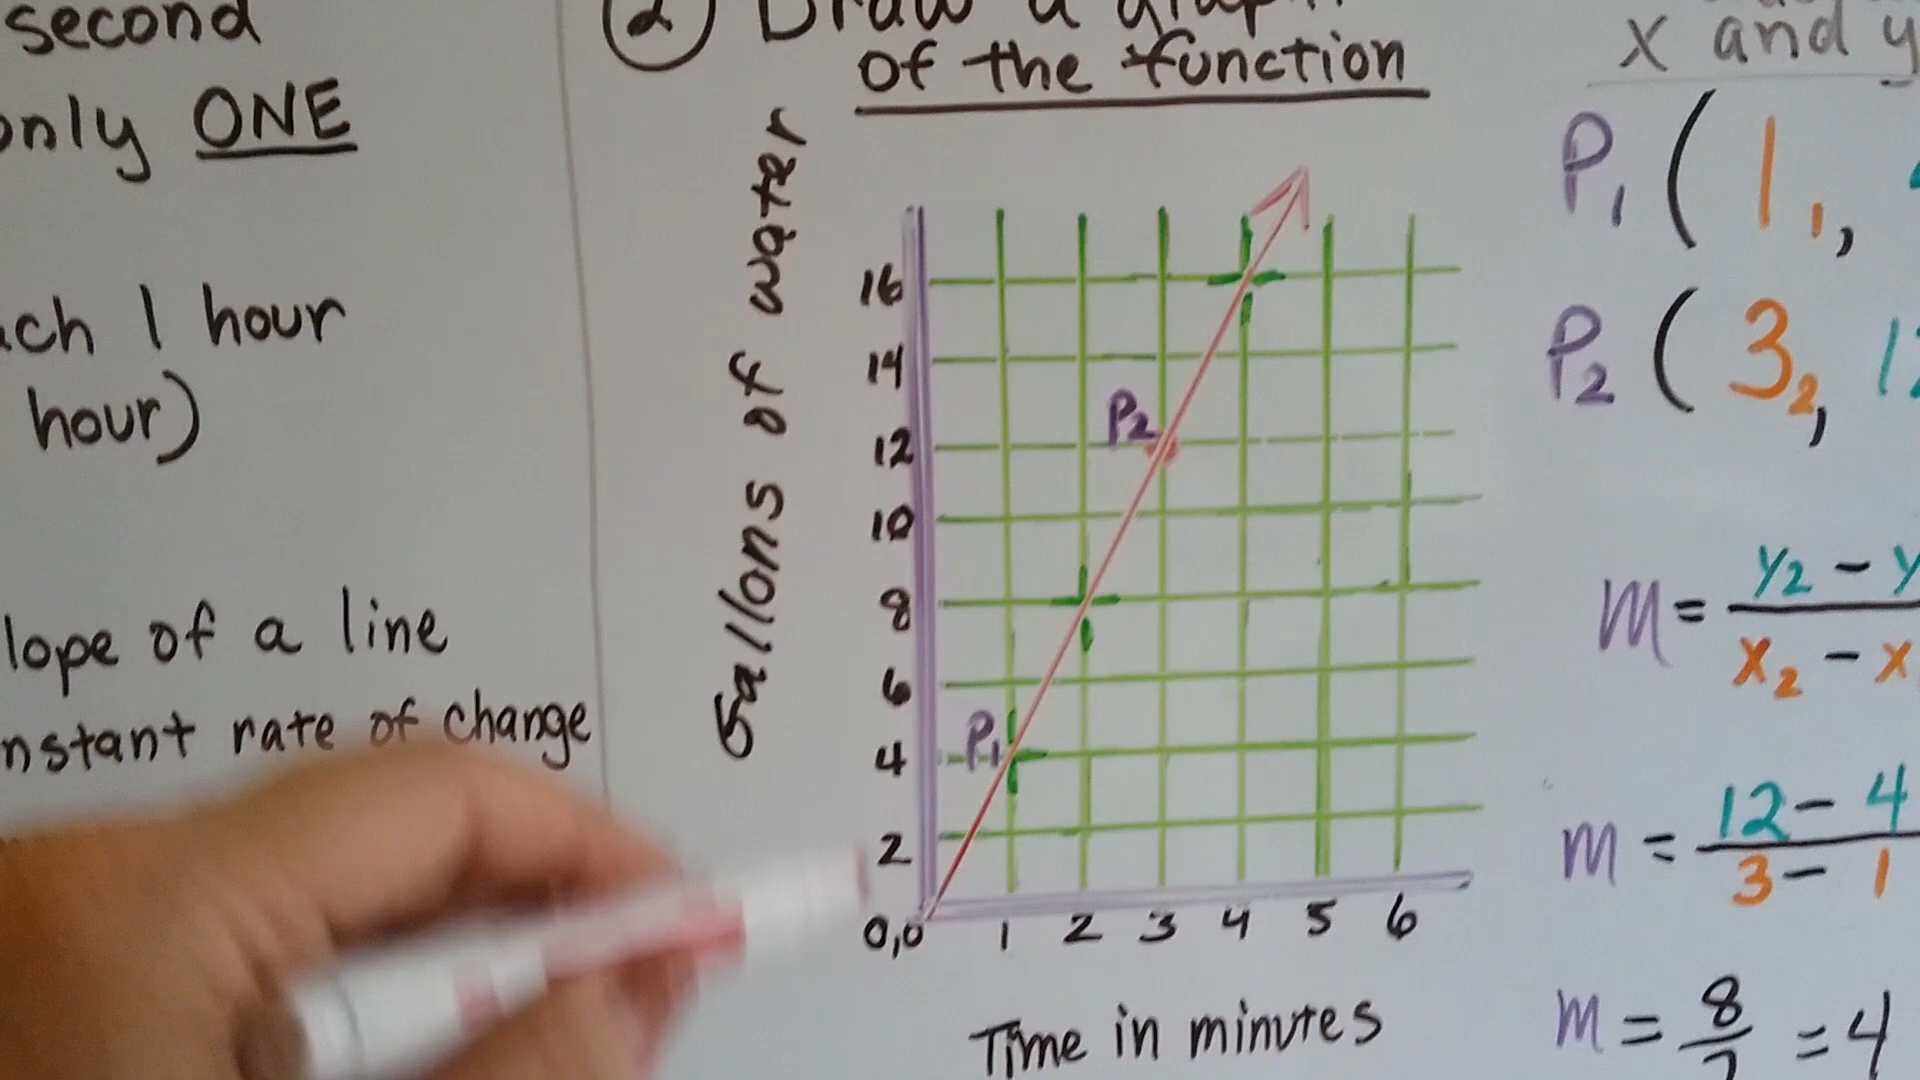 second
only ONE
ach 1 hour
hour)
lope of a line
nstant rate of change
2 Draw a graph
of the function
Gallons of water
16
14
12
10
8
6
4
2
0,0 1 2 3 4 5 6
P2
P1
Time in minutes
x and y
P1 ( 1 1,
P2 ( 3 2, 12
m = y2 - y
x2 - x
m = 12 - 4
3 - 1
m = 8/2 = 4